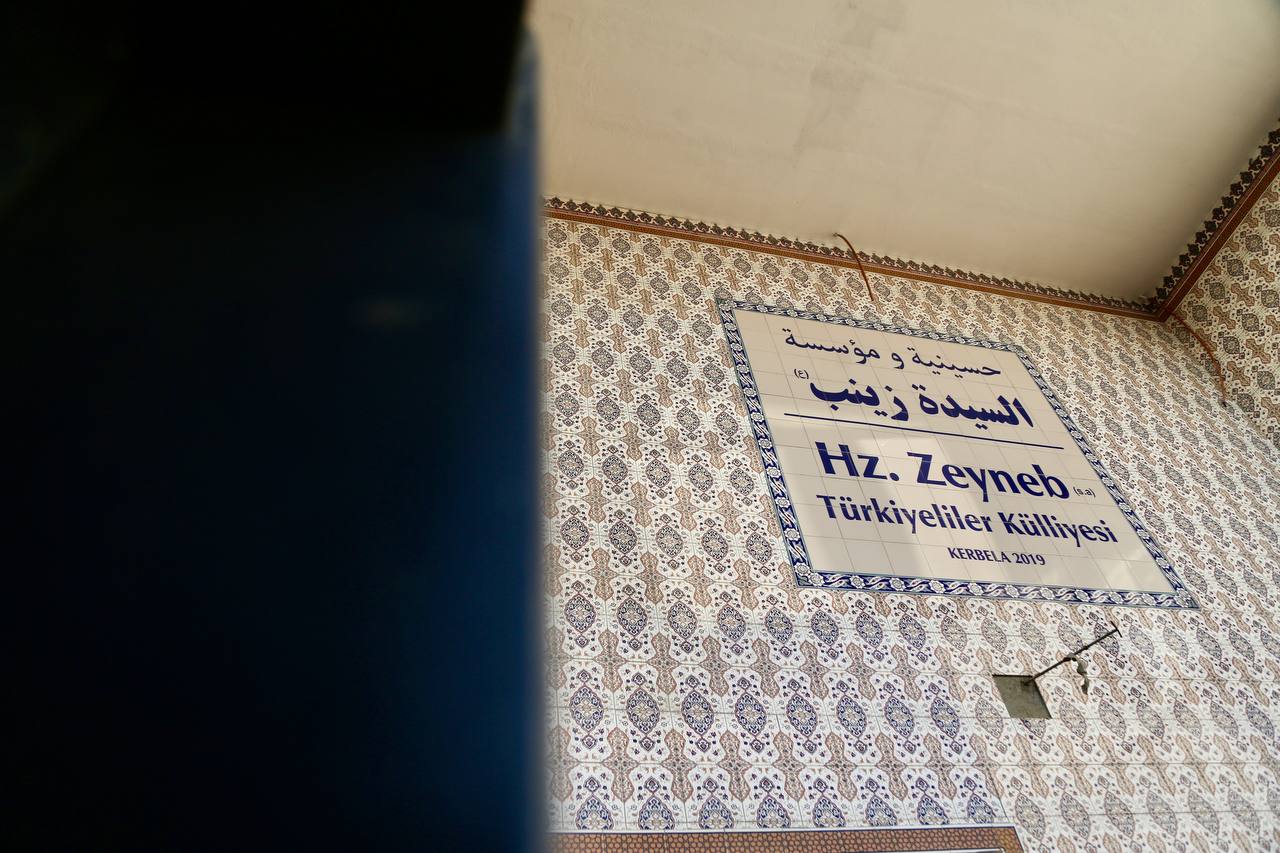 حسينية و مؤسسة
السيدة زينب (ع)
Hz. Zeyneb (s.a)
Türkiyeliler Külliyesi
KERBELA 2019